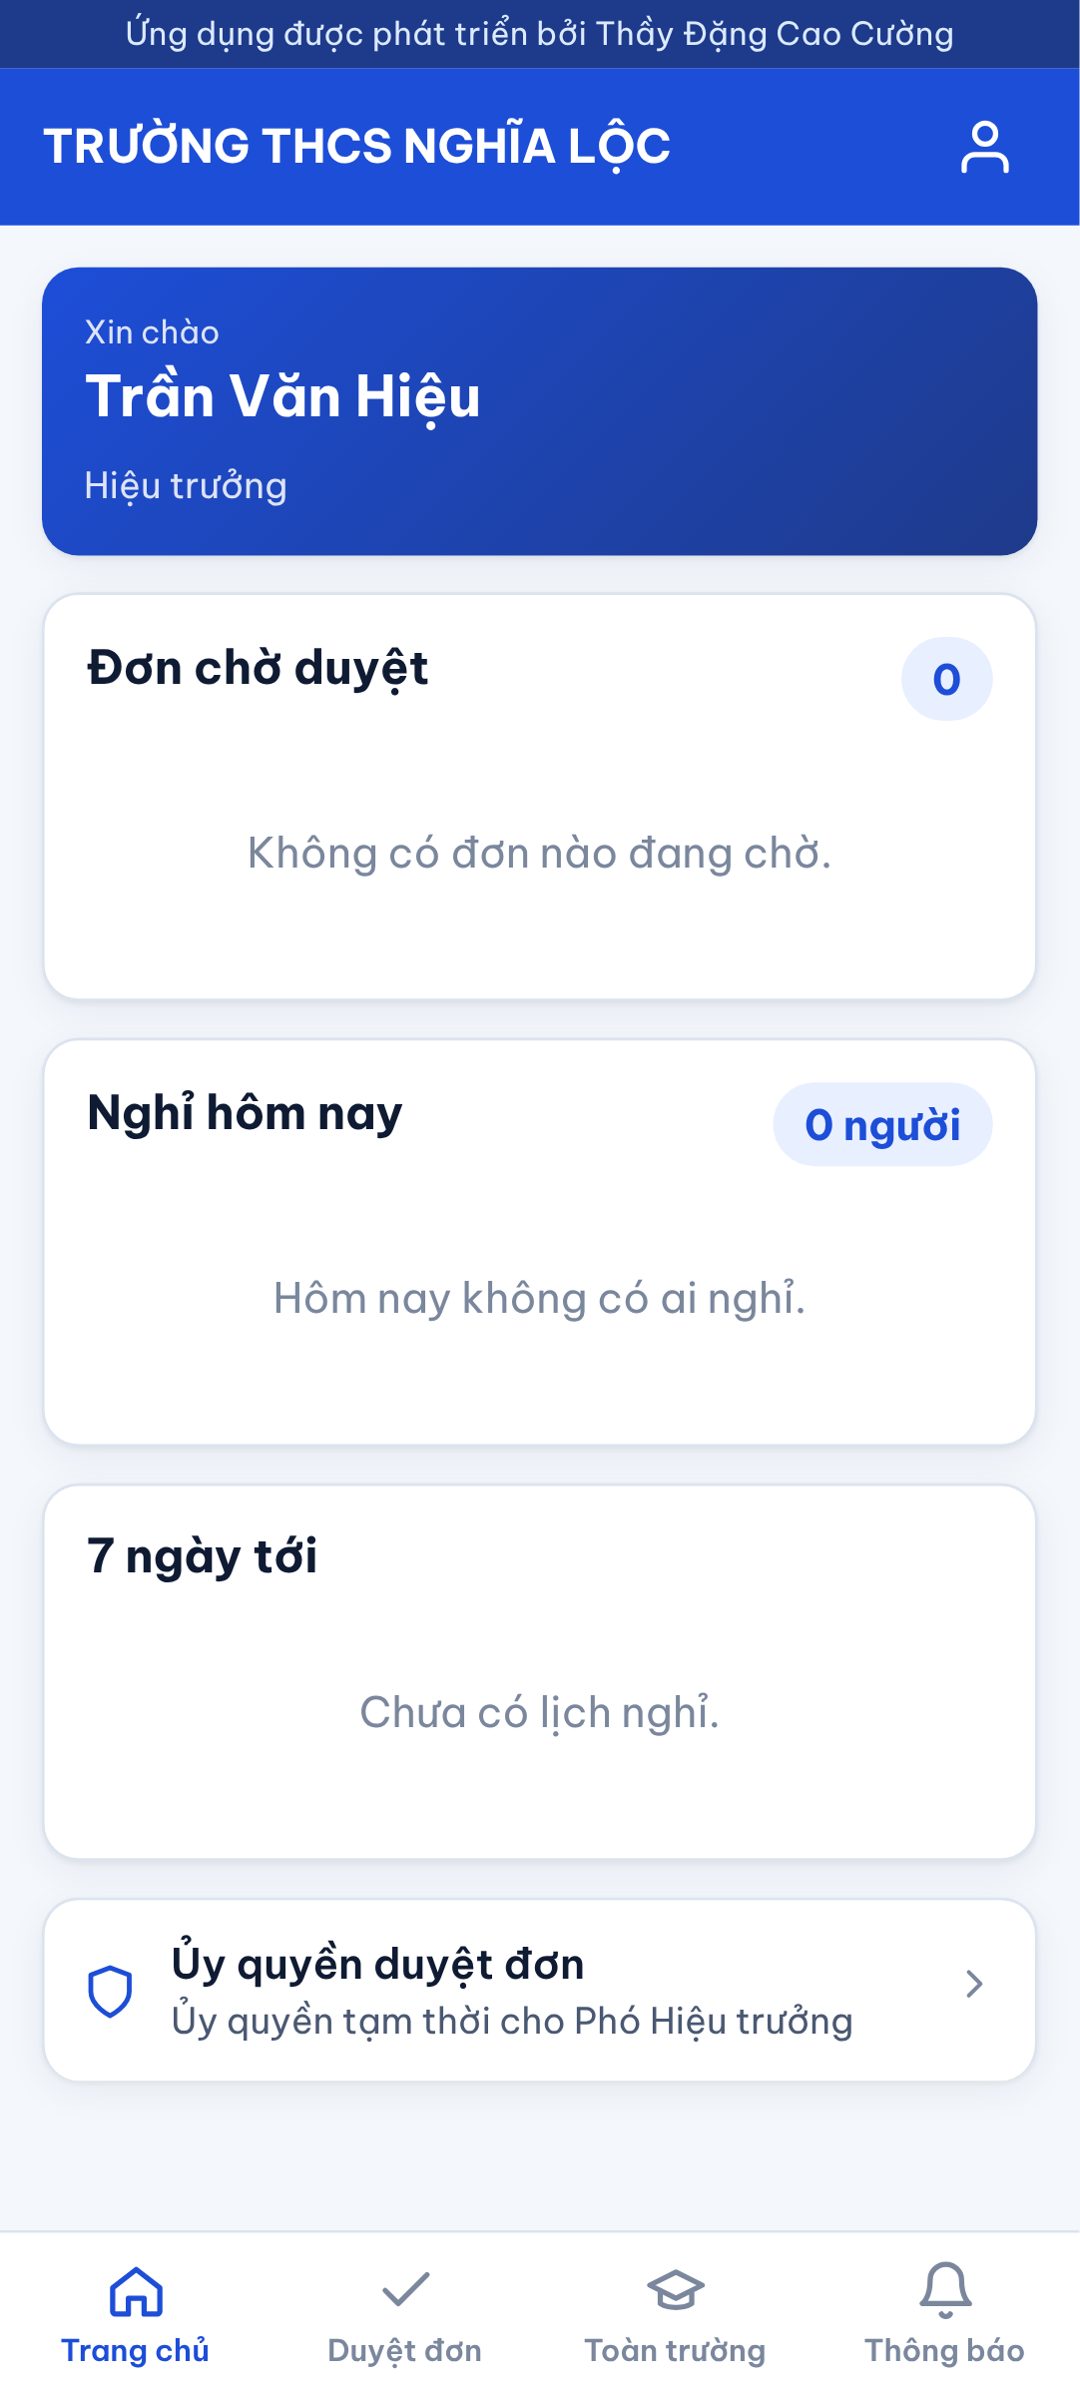 Ứng dụng được phát triển bởi Thầy Đặng Cao Cường
TRƯỜNG THCS NGHĨA LỘC
Xin chào
Trần Văn Hiệu
Hiệu trưởng
Đơn chờ duyệt
0
Không có đơn nào đang chờ.
Nghỉ hôm nay
0 người
Hôm nay không có ai nghỉ.
7 ngày tới
Chưa có lịch nghỉ.
Ủy quyền duyệt đơn
Ủy quyền tạm thời cho Phó Hiệu trưởng
Trang chủ
Duyệt đơn
Toàn trường
Thông báo